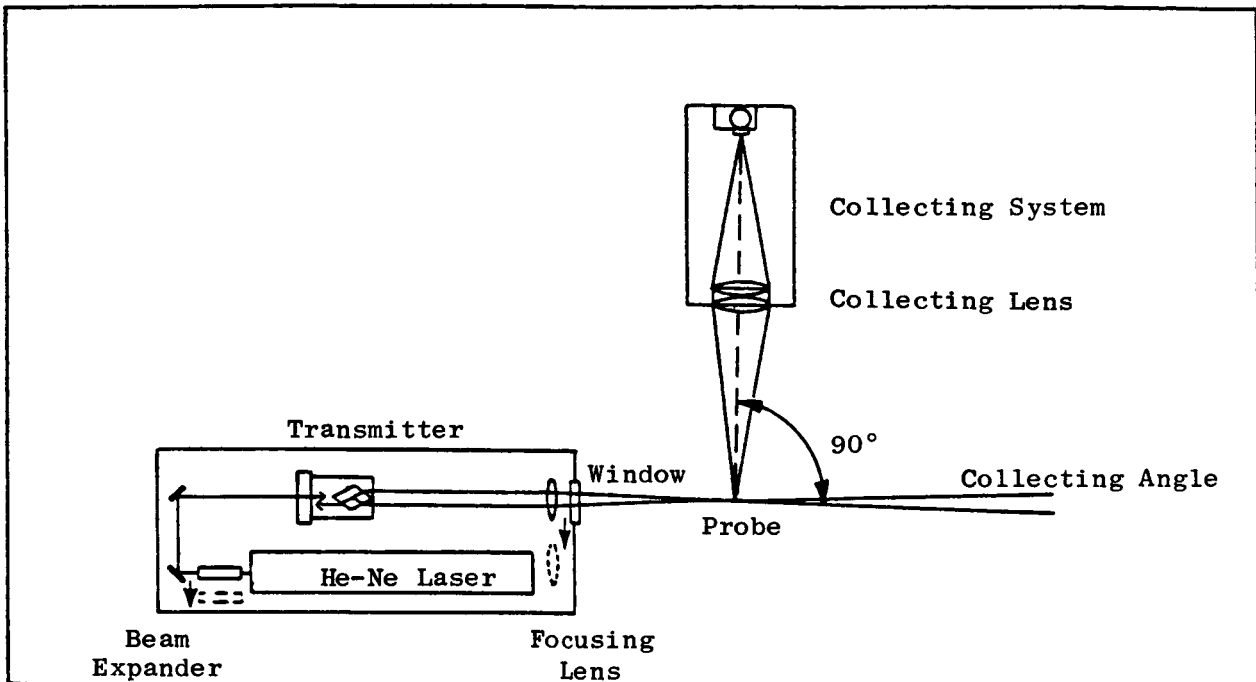 Collecting System
Collecting Lens
90°
Transmitter
Window
Collecting Angle
Probe
He-Ne Laser
Beam
Expander
Focusing
Lens